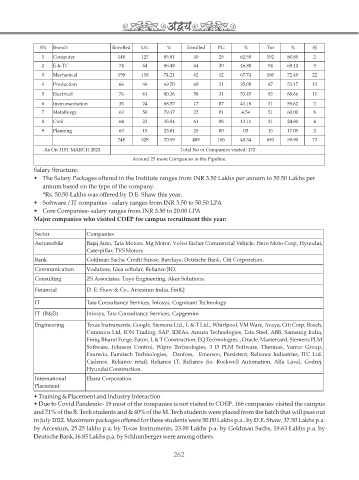 अद्वय
SN Branch Enrolled UG % Enrolled PG % Tot % SJ
1 Computer 148 127 85.81 40 25 62.50 152 80.85 2
2 E & TC 74 64 86.49 64 30 46.88 94 68.12 9
3 Mechanical 159 118 74.21 62 42 67.74 160 72.40 22
4 Production 66 46 69.70 60 21 35.00 67 53.17 13
5 Electrical 76 61 80.26 58 31 53.45 92 68.66 11
6 Instrumentation 35 24 68.57 17 07 41.18 31 59.62 2
7 Metallurgy 63 50 79.37 22 01 4.54 51 60.00 8
8 Civil 64 23 35.94 61 08 13.11 31 24.80 6
9 Planning 63 15 23.81 25 00 00 15 17.05 2
748 528 70.59 409 165 40.34 693 59.90 73
As On 31ST, MARCH 2022 Total No of Companies visited: 172
Around 25 more Companies in the Pipeline.
Salary Structure:
• The Salary Packages offered in the Institute ranges from INR 3.50 Lakhs per annum to 50.50 Lakhs per
annum based on the type of the company.
*Rs. 50.50 Lakhs was offered by D.E. Shaw this year.
• Software / IT companies - salary ranges from INR 3.50 to 50.50 LPA
• Core Companies- salary ranges from INR 3.50 to 20.00 LPA
Major companies who visited COEP for campus recruitment this year:
Sector Companies
Automobile Bajaj Auto, Tata Motors, Mg Motor, Volvo Eicher Commercial Vehicle, Hero Moto Corp, Hyundai,
Caterpillar, TVS Motors
Bank Goldman Sachs, Credit Suisse, Barclays, Deutsche Bank, Citi Corporation,
Communication Vodafone, Idea cellular, Reliance JIO.
Consulting ZS Associates, Toyo Engineering, Aker Solutions.
Financial D. E. Shaw & Co., Arcesium India, FinIQ
IT Tata Consultancy Services, Infosys, Cognizant Technology
IT (R&D) Infosys, Tata Consultancy Services, Capgemini
Engineering Texas Instruments, Google, Siemens Ltd., L & T Ltd., Whirlpool, VM Ware, Avaya, Citi Corp, Bosch,
Cummins Ltd, ION Trading, SAP, IDEAs, Amura Technologies, Tata Steel, ABB, Samsung India,
Finiq, Bharat Forge, Eaton, L & T Construction, EQ Technologies, , Oracle, Mastercard, Siemens PLM
Software, Johnson Control, Wipro Technologies, 3 D PLM Software, Thermax, Varroc Group,
Faurecia, Famitech Technologies, Danfoss, Emerson, Persistent, Reliance Industries, ITC Ltd.
Cadence, Reliance retail, Reliance IT, Reliance Jio, Rockwell Automation, Alfa Laval, Godrej,
Hyundai Construction.
International
Placement Ebara Corporation
• Training & Placement and Industry Interaction
• Due to Covid Pandemic- 19 most of the companies is not visited to COEP. 166 companies visited the campus
and 71% of the B. Tech students and & 40% of the M. Tech students were placed from the batch that will pass out
in July 2022. Maximum packages offered for these students were 50.00 Lakhs p.a., by D.E. Shaw, 37.50 Lakhs p.a.
by Arcesium, 25.25 lakhs p.a. by Texas Instruments, 23.00 Lakhs p.a. by Goldman Sachs, 19.63 Lakhs p.a. by
Deutsche Bank, 16.85 Lakhs p.a. by Schlumberger were among others.
262